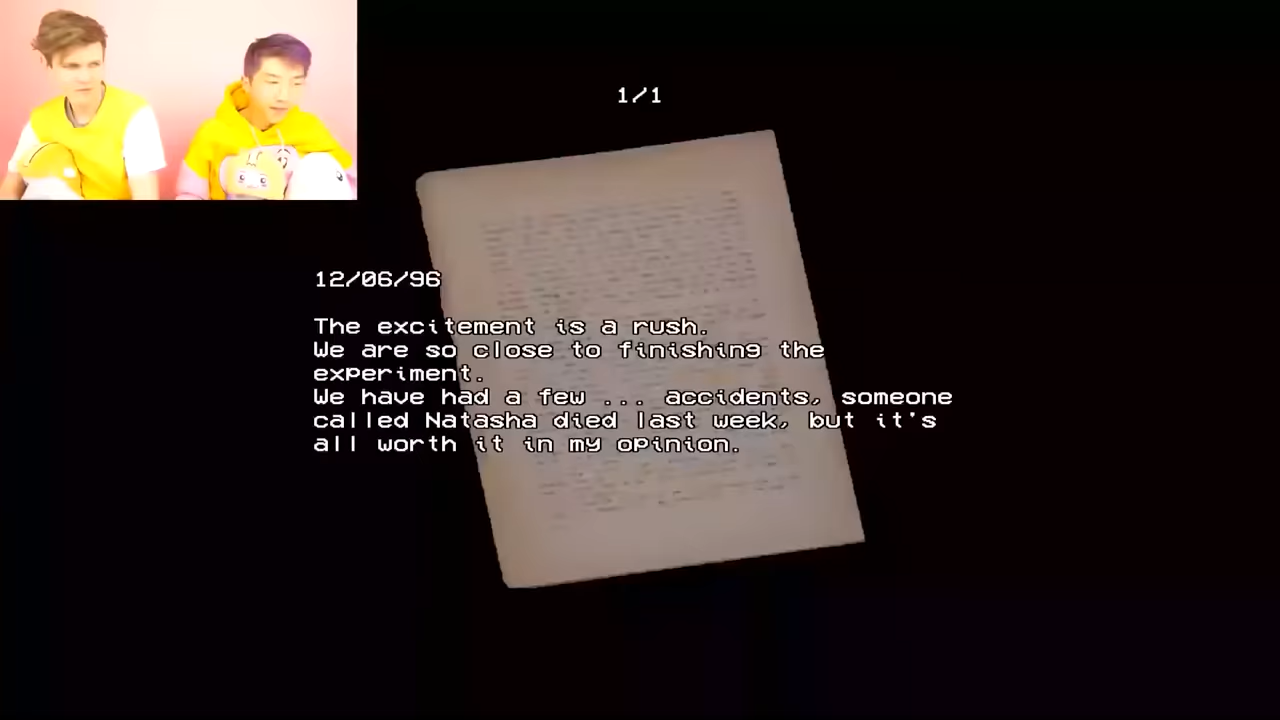 1/1
12/06/96
The excitement is a rush.
We are so close to finishing the
experiment.
We have had a few ... accidents, someone
called Natasha died last week, but it's
all worth it in my opinion.